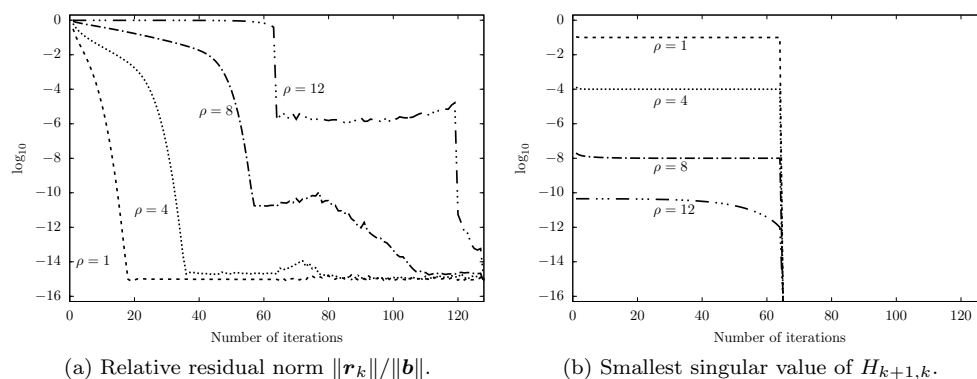 0
−2
−4
−6
−8
−10
−12
−14
−16
log₁₀
ρ = 12
ρ = 8
ρ = 4
ρ = 1
0 20 40 60 80 100 120
Number of iterations
(a) Relative residual norm ‖r_k‖/‖b‖.
0
−2
−4
−6
−8
−10
−12
−14
−16
log₁₀
ρ = 1
ρ = 4
ρ = 8
ρ = 12
0 20 40 60 80 100 120
Number of iterations
(b) Smallest singular value of H_{k+1,k}.